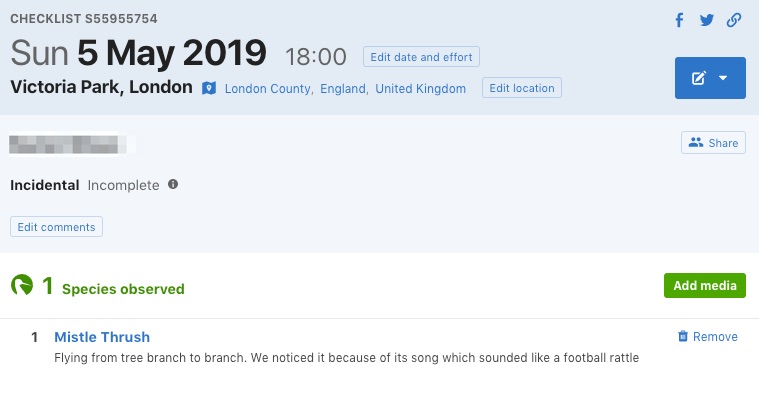 CHECKLIST S55955754
Sun 5 May 2019 18:00 Edit date and effort
Victoria Park, London London County, England, United Kingdom Edit location
Share
Incidental Incomplete
Edit comments
1 Species observed Add media
1 Mistle Thrush Remove
Flying from tree branch to branch. We noticed it because of its song which sounded like a football rattle